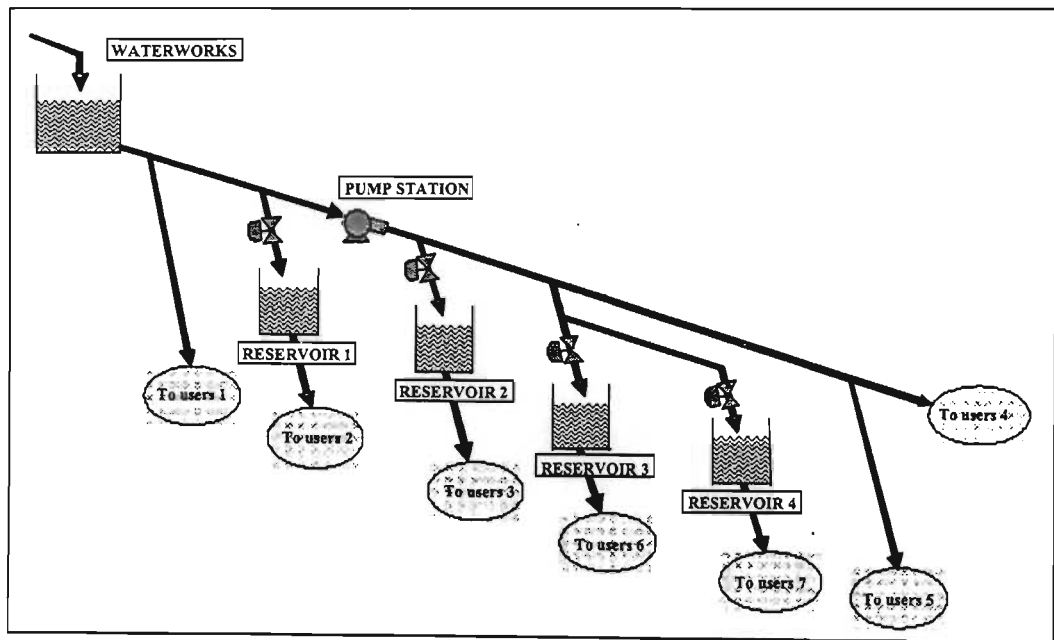 WATERWORKS
PUMP STATION
RESERVOIR 1
RESERVOIR 2
To users 1
To users 4
To users 2
RESERVOIR 3
To users 3
RESERVOIR 4
To users 6
To users 7
To users 5